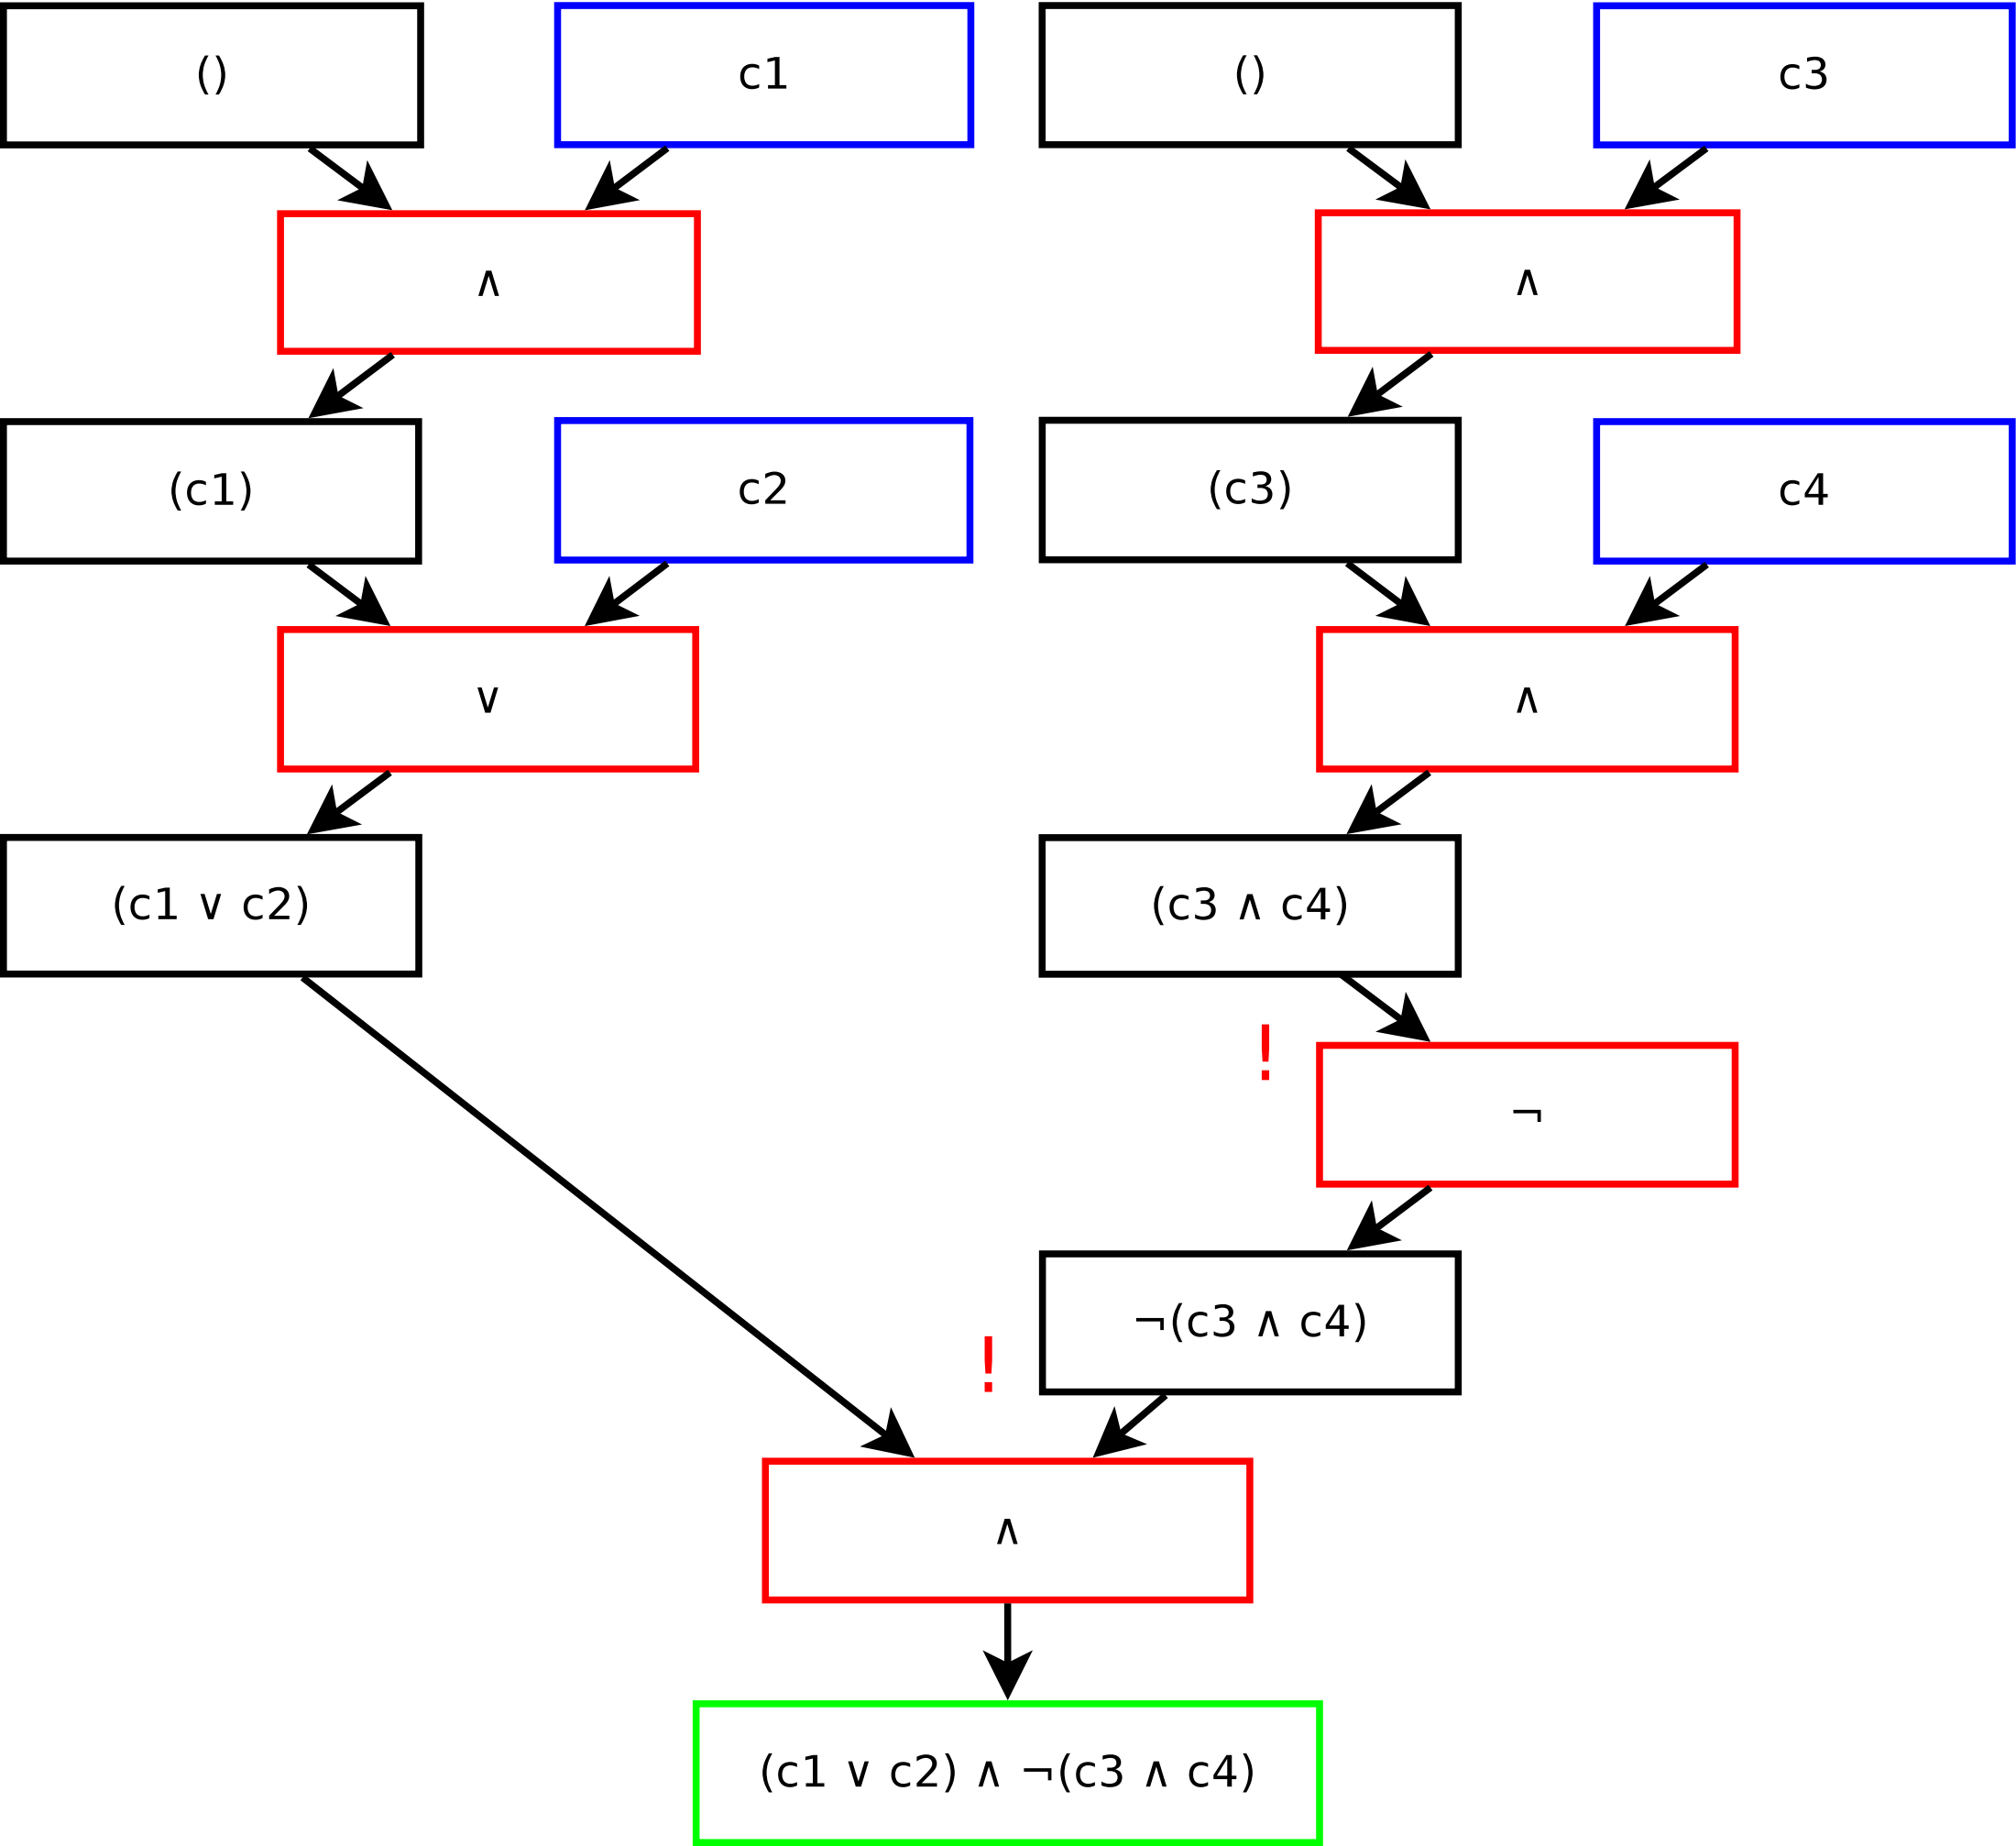 () c1 () c3
∧ ∧
(c1) c2 (c3) c4
∨ ∧
(c1 ∨ c2) (c3 ∧ c4)
!
¬
¬(c3 ∧ c4)
!
∧
(c1 ∨ c2) ∧ ¬(c3 ∧ c4)